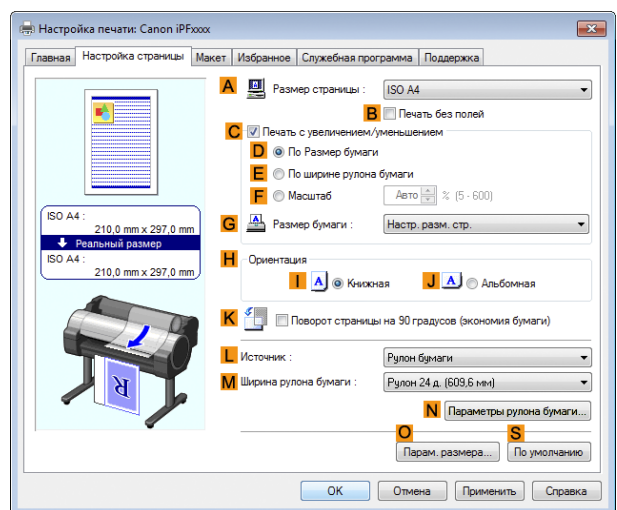 Настройка печати: Canon iPFxxxx
Главная Настройка страницы Макет Избранное Служебная программа Поддержка
A Размер страницы : ISO A4
B Печать без полей
C Печать с увеличением/уменьшением
D По Размер бумаги
E По ширине рулона бумаги
F Масштаб Авто % (5 - 600)
ISO A4 :
210,0 mm x 297,0 mm
Реальный размер
ISO A4 :
210,0 mm x 297,0 mm
G A Размер бумаги : Настр. разм. стр.
H Ориентация
I A Книжная J A Альбомная
K Поворот страницы на 90 градусов (экономия бумаги)
R
L Источник : Рулон бумаги
M Ширина рулона бумаги : Рулон 24 д. (609,6 мм)
N Параметры рулона бумаги...
O S
Парам. размера... По умолчанию
OK Отмена Применить Справка